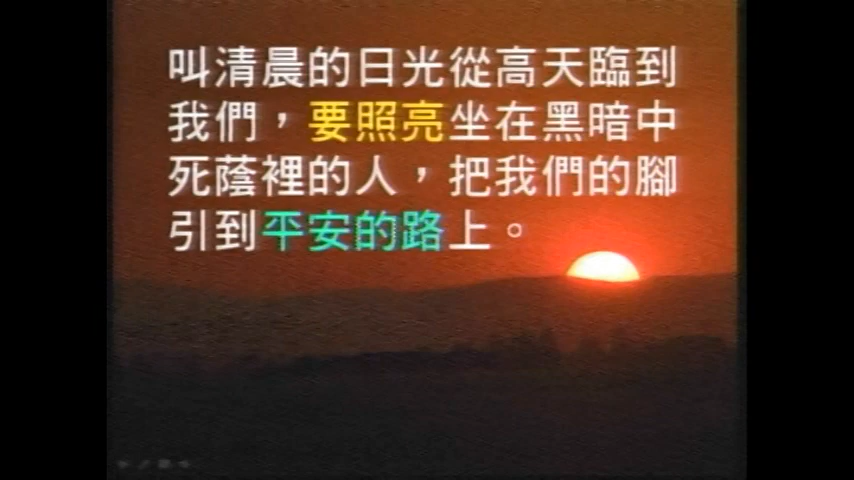 叫清晨的日光從高天臨到
我們，要照亮坐在黑暗中
死蔭裡的人，把我們的腳
引到平安的路上。